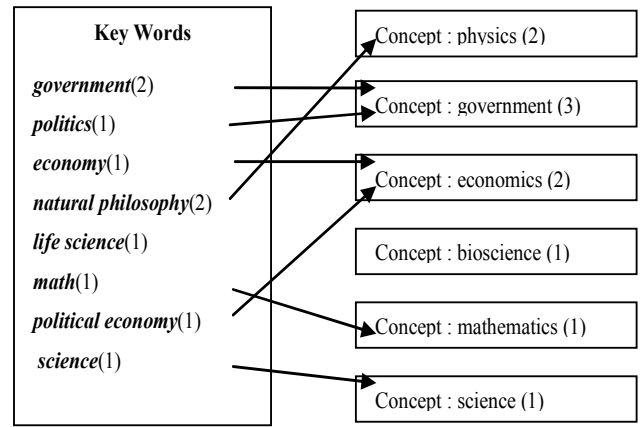 Key Words
government(2)
politics(1)
economy(1)
natural philosophy(2)
life science(1)
math(1)
political economy(1)
science(1)
Concept : physics (2)
Concept : government (3)
Concept : economics (2)
Concept : bioscience (1)
Concept : mathematics (1)
Concept : science (1)